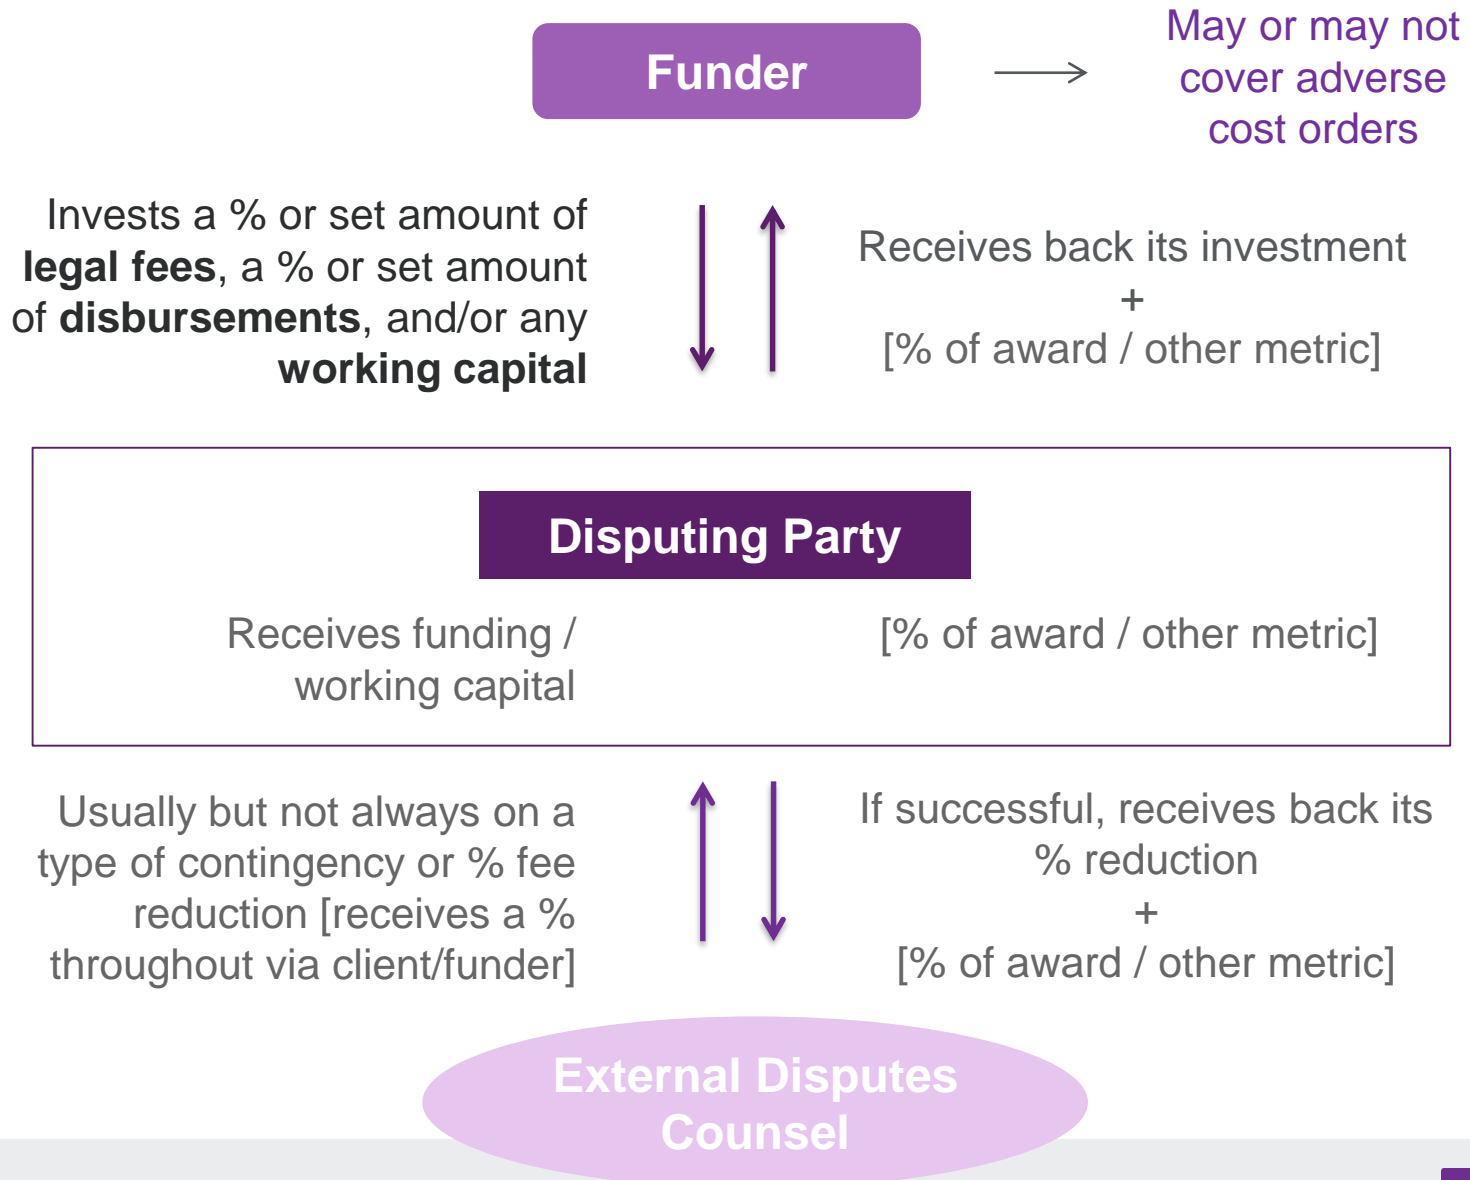 Funder
May or may not
cover adverse
cost orders
Invests a % or set amount of
legal fees, a % or set amount
of disbursements, and/or any
working capital
Receives back its investment
+
[% of award / other metric]
Disputing Party
Receives funding /
working capital
[% of award / other metric]
Usually but not always on a
type of contingency or % fee
reduction [receives a %
throughout via client/funder]
If successful, receives back its
% reduction
+
[% of award / other metric]
External Disputes
Counsel